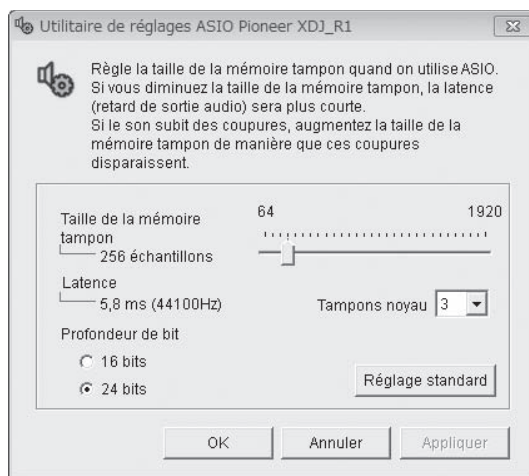 Utilitaire de réglages ASIO Pioneer XDJ_R1
Règle la taille de la mémoire tampon quand on utilise ASIO.
Si vous diminuez la taille de la mémoire tampon, la latence
(retard de sortie audio) sera plus courte.
Si le son subit des coupures, augmentez la taille de la
mémoire tampon de manière que ces coupures
disparaissent.
Taille de la mémoire
tampon
256 échantillons
64 1920
Latence
5,8 ms (44100Hz)
Tampons noyau 3
Profondeur de bit
16 bits
24 bits
Réglage standard
OK Annuler Appliquer